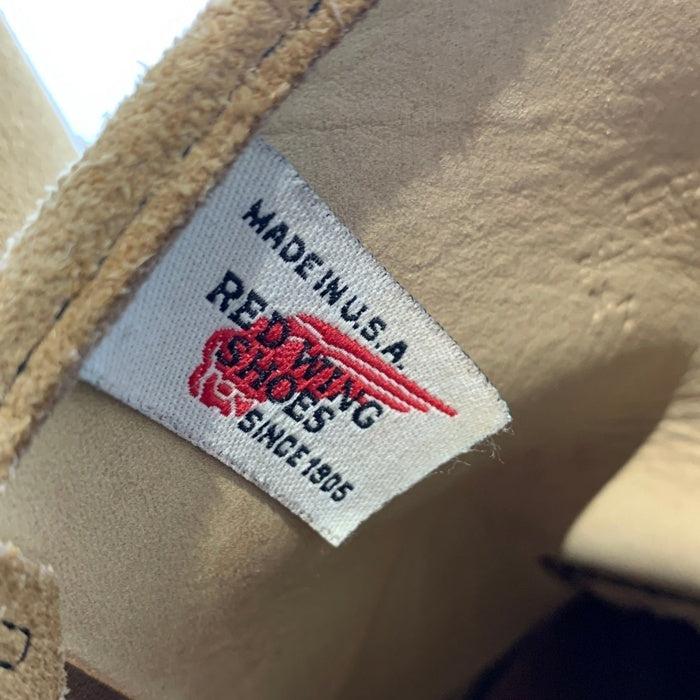 MADE IN U.S.A.
RED WING
SHOES
SINCE 1905